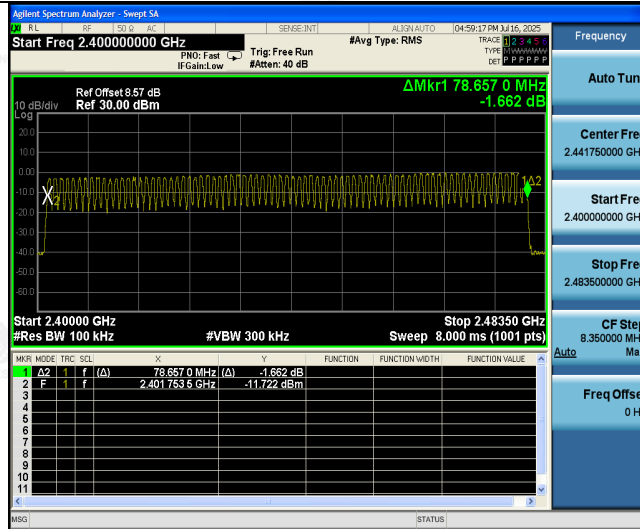 Agilent Spectrum Analyzer - Swept SA
LXI RL RF 50 Ω AC SENSE:INT ALIGN AUTO 04:59:17 PM Jul 16, 2025
Start Freq 2.400000000 GHz
PNO: Fast
IFGain:Low
Trig: Free Run
#Atten: 40 dB
#Avg Type: RMS
TRACE 1 2 3 4 5 6
TYPE M
DET P P P P P P
Frequency
Ref Offset 8.57 dB
10 dB/div Ref 30.00 dBm
Log
ΔMkr1 78.657 0 MHz
-1.662 dB
20.0
10.0
0.00
-10.0
-20.0
-30.0
-40.0
-50.0
-60.0
X2
1Δ2
Start 2.40000 GHz Stop 2.48350 GHz
#Res BW 100 kHz #VBW 300 kHz Sweep 8.000 ms (1001 pts)
MKR MODE TRC SCL X Y FUNCTION FUNCTION WIDTH FUNCTION VALUE
1 Δ2 1 f (Δ) 78.657 0 MHz (Δ) -1.662 dB
2 F 1 f 2.401 753 5 GHz -11.722 dBm
3
4
5
6
7
8
9
10
11
MSG STATUS
Auto Tun
Center Fre
2.441750000 GH
Start Fre
2.400000000 GH
Stop Fre
2.483500000 GH
CF Ste
8.350000 MH
Auto Ma
Freq Offse
0 H